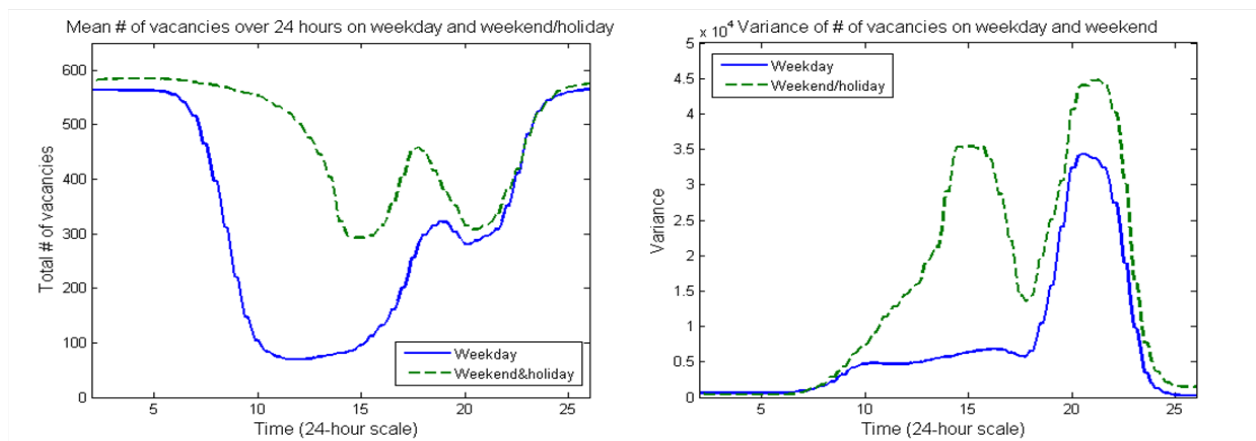 Mean # of vacancies over 24 hours on weekday and weekend/holiday
600
500
400
300
200
100
0
Total # of vacancies
5
10
15
20
25
Time (24-hour scale)
Weekday
Weekend&holiday
x 10^4 Variance of # of vacancies on weekday and weekend
5
4.5
4
3.5
3
2.5
2
1.5
1
0.5
0
Variance
Weekday
Weekend/holiday
5
10
15
20
25
Time (24-hour scale)